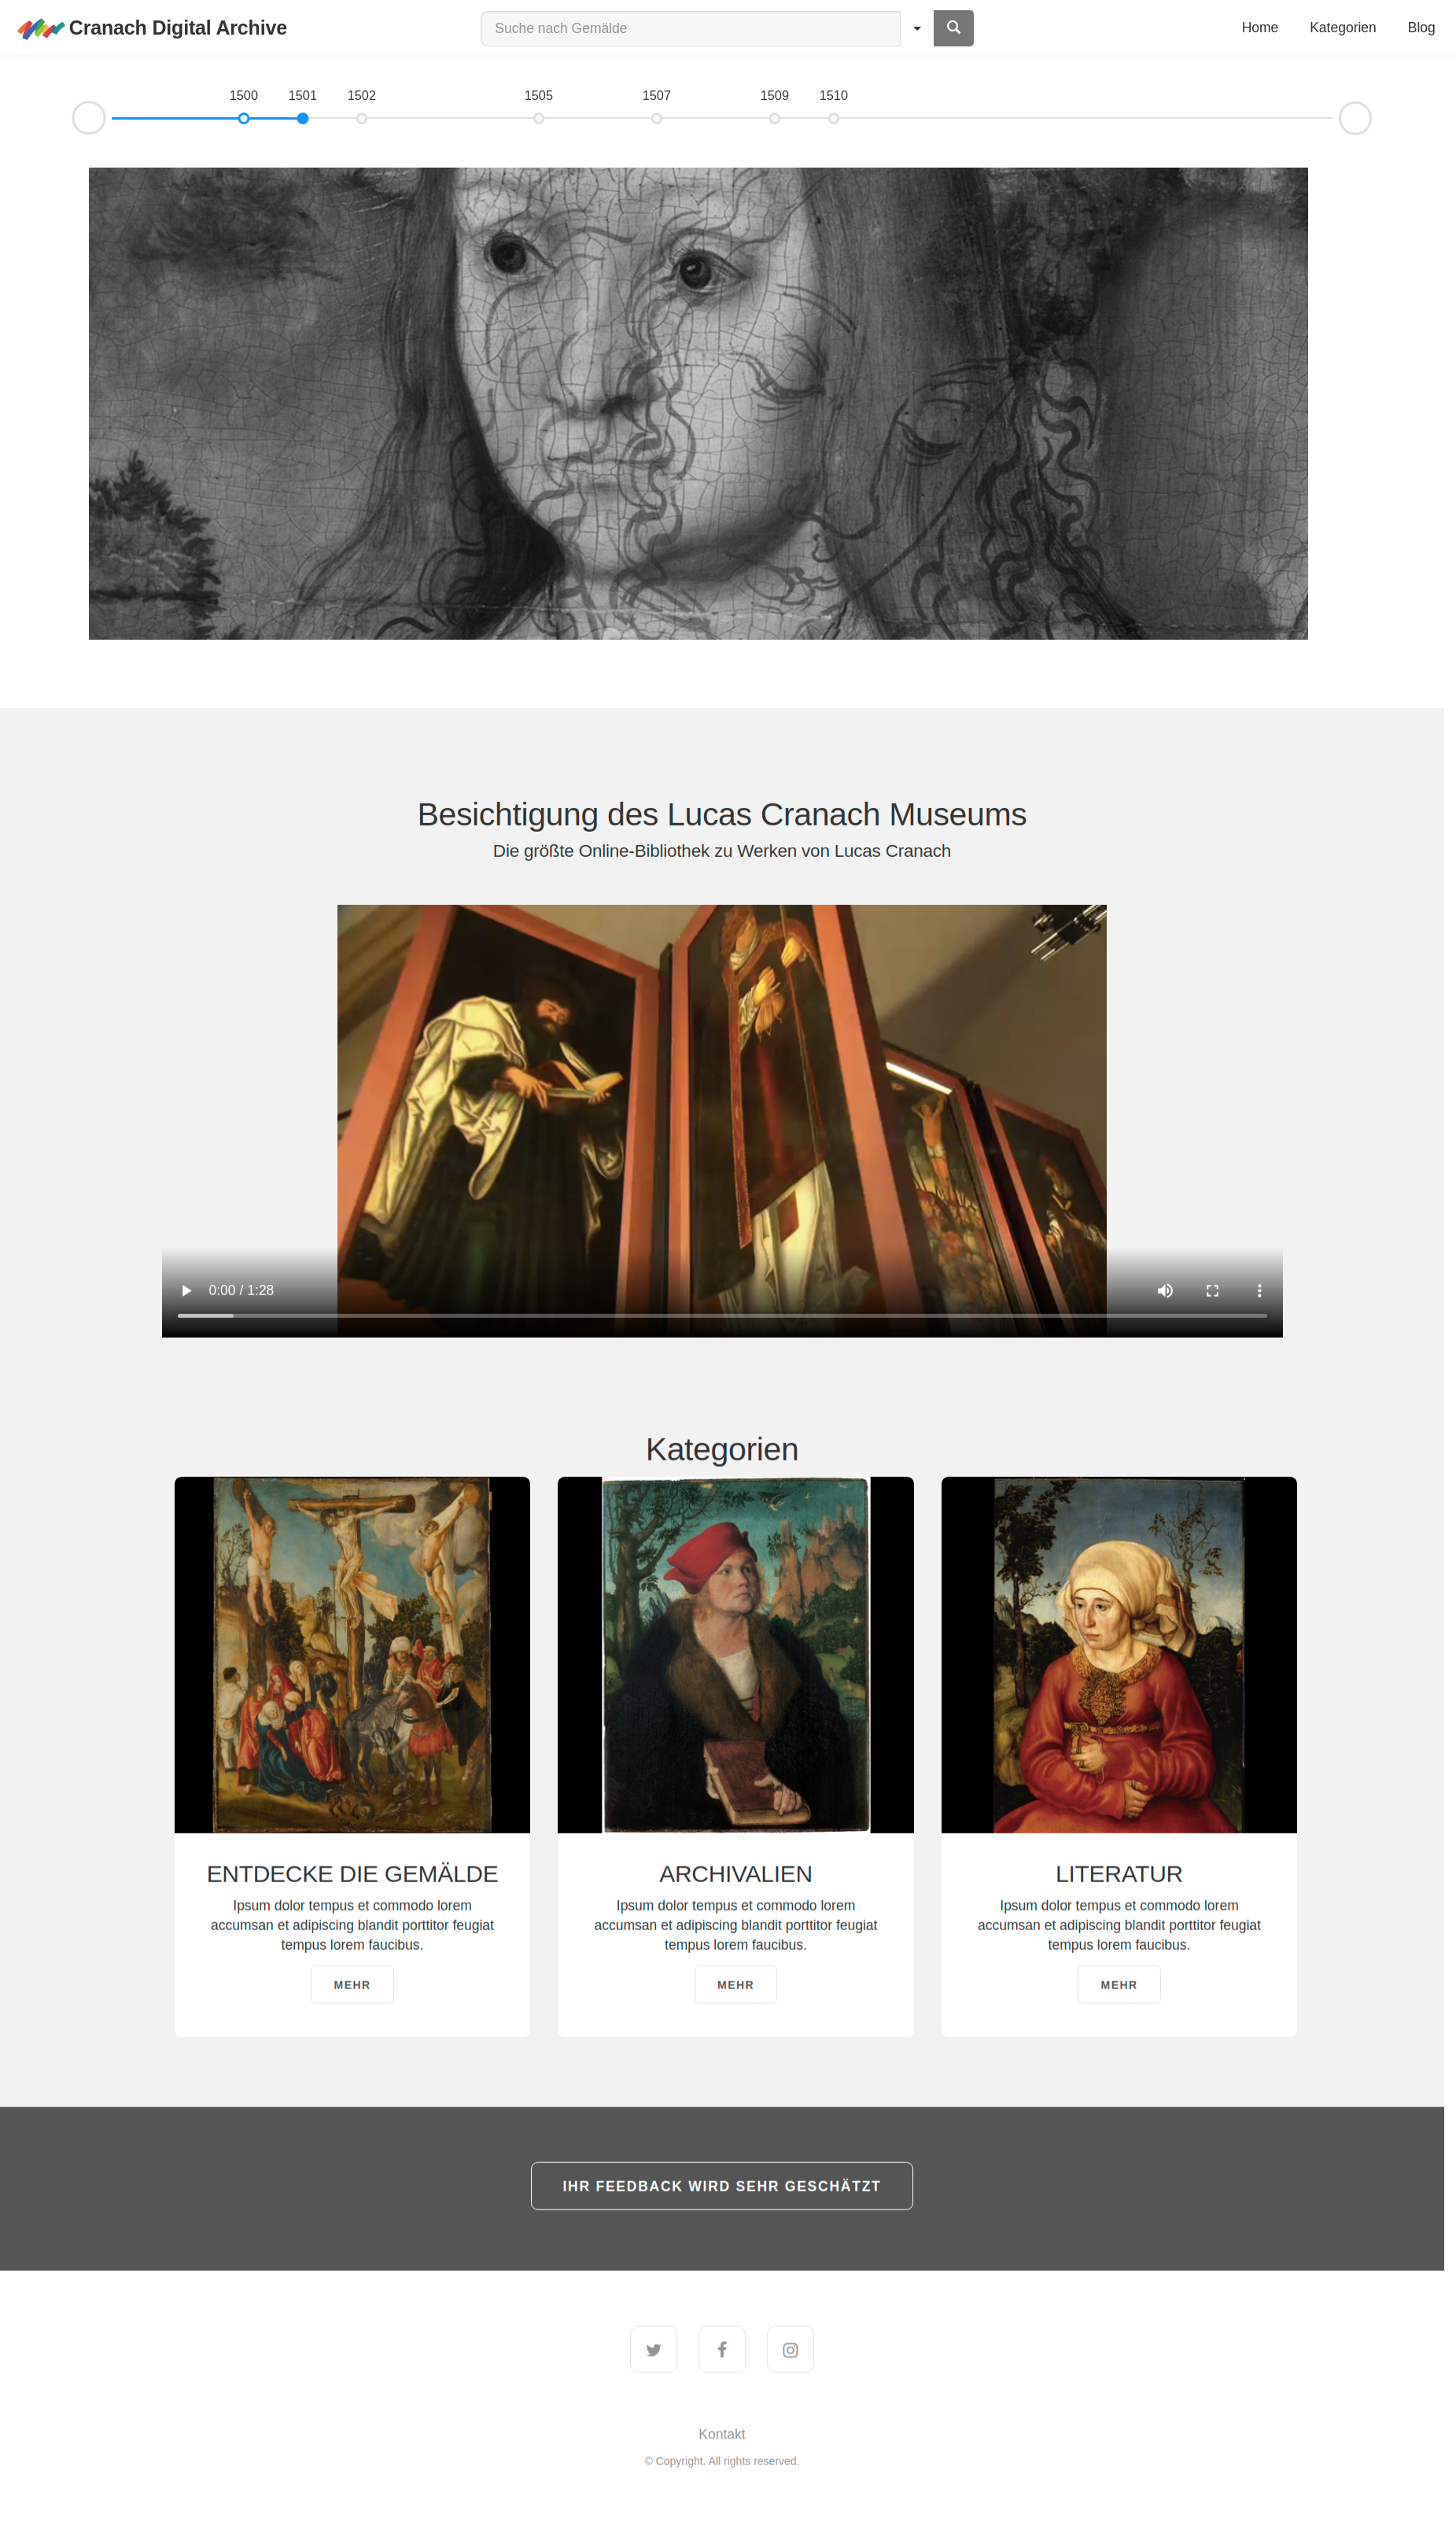 Cranach Digital Archive
Suche nach Gemälde
Home
Kategorien
Blog
1500
1501
1502
1505
1507
1509
1510
Besichtigung des Lucas Cranach Museums
Die größte Online-Bibliothek zu Werken von Lucas Cranach
0:00 / 1:28
Kategorien
ENTDECKE DIE GEMÄLDE
Ipsum dolor tempus et commodo lorem
accumsan et adipiscing blandit porttitor feugiat
tempus lorem faucibus.
MEHR
ARCHIVALIEN
Ipsum dolor tempus et commodo lorem
accumsan et adipiscing blandit porttitor feugiat
tempus lorem faucibus.
MEHR
LITERATUR
Ipsum dolor tempus et commodo lorem
accumsan et adipiscing blandit porttitor feugiat
tempus lorem faucibus.
MEHR
IHR FEEDBACK WIRD SEHR GESCHÄTZT
Kontakt
© Copyright. All rights reserved.